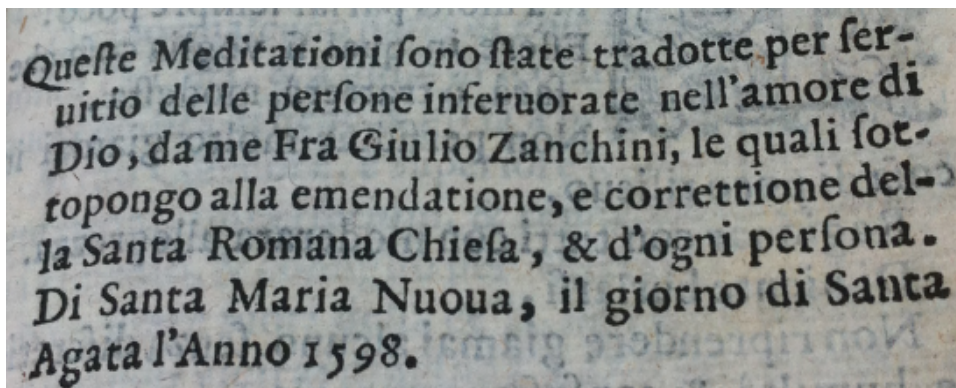 Queſte Meditationi ſono ſtate tradotte per ſer-
uitio delle perſone inferuorate nell'amore di
Dio, da me Fra Giulio Zanchini, le quali ſot-
topongo alla emendatione, e correttione del-
la Santa Romana Chieſa, & d'ogni perſona.
Di Santa Maria Nuoua, il giorno di Santa
Agata l'Anno 1598.